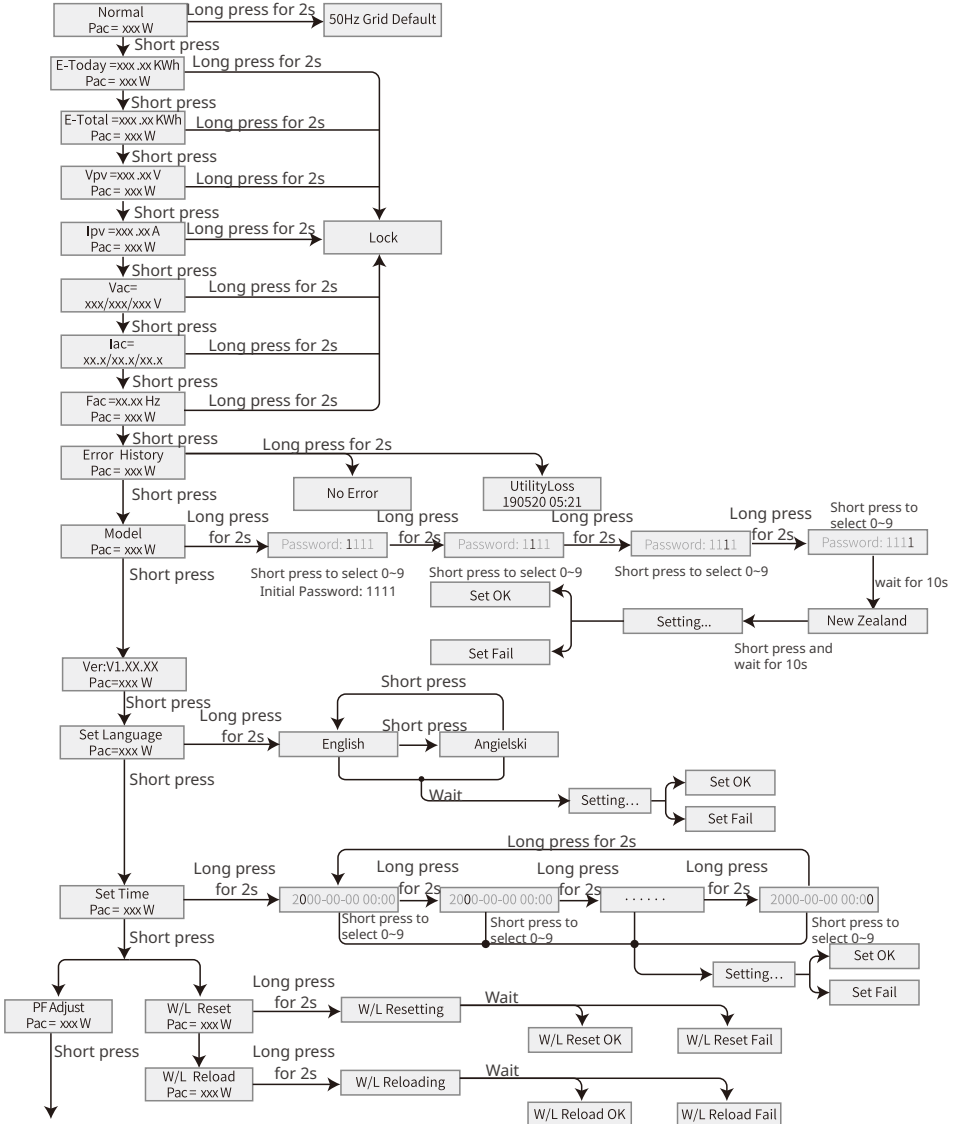 Normal
Pac= xxx W
Long press for 2s
50Hz Grid Default
Short press
E-Today =xxx.xx KWh
Pac= xxx W
Long press for 2s
Short press
E-Total =xxx.xx KWh
Pac= xxx W
Long press for 2s
Short press
Vpv =xxx.xx V
Pac= xxx W
Long press for 2s
Short press
Ipv =xxx.xx A
Pac= xxx W
Long press for 2s
Lock
Short press
Vac=
xxx/xxx/xxx V
Long press for 2s
Short press
Iac=
xx.x/xx.x/xx.x
Long press for 2s
Short press
Fac=xx.xx Hz
Pac= xxx W
Long press for 2s
Short press
Error History
Pac= xxx W
Long press for 2s
No Error
UtilityLoss
190520 05:21
Short press
Model
Pac= xxx W
Long press
for 2s
Password: 1111
Short press to select 0~9
Initial Password: 1111
Long press
for 2s
Password: 1111
Short press to select 0~9
Long press
for 2s
Password: 1111
Short press to select 0~9
Long press
for 2s
Short press to
select 0~9
Password: 1111
wait for 10s
New Zealand
Short press and
wait for 10s
Setting...
Set OK
Set Fail
Short press
Ver:V1.XX.XX
Pac=xxx W
Short press
Set Language
Pac=xxx W
Long press
for 2s
English
Short press
Angielski
Short press
Wait
Setting...
Set OK
Set Fail
Short press
Set Time
Pac= xxx W
Long press
for 2s
2000-00-00 00:00
Short press to
select 0~9
Long press
for 2s
2000-00-00 00:00
Short press to
select 0~9
Long press
for 2s
......
Long press
for 2s
2000-00-00 00:00
Short press to
select 0~9
Long press for 2s
Setting...
Set OK
Set Fail
Short press
PF Adjust
Pac= xxx W
Short press
W/L Reset
Pac= xxx W
Long press
for 2s
W/L Resetting
Wait
W/L Reset OK
W/L Reset Fail
W/L Reload
Pac= xxx W
Long press
for 2s
W/L Reloading
Wait
W/L Reload OK
W/L Reload Fail